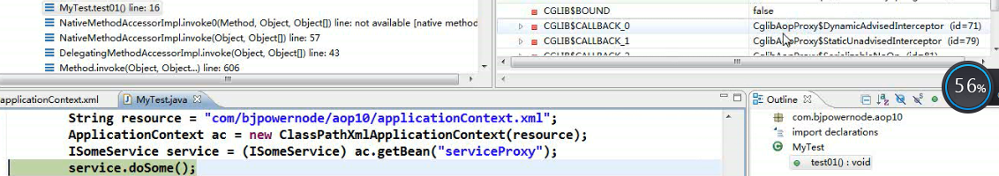 MyTest.test01() line: 16
NativeMethodAccessorImpl.invoke0(Method, Object, Object[]) line: not available [native method
NativeMethodAccessorImpl.invoke(Object, Object[]) line: 57
DelegatingMethodAccessorImpl.invoke(Object, Object[]) line: 43
Method.invoke(Object, Object...) line: 606
CGLIB$BOUND false
CGLIB$CALLBACK_0 CglibAopProxy$DynamicAdvisedInterceptor (id=71)
CGLIB$CALLBACK_1 CglibAopProxy$StaticUnadvisedInterceptor (id=79)
56%
applicationContext.xml MyTest.java
String resource = "com/bjpowernode/aop10/applicationContext.xml";
ApplicationContext ac = new ClassPathXmlApplicationContext(resource);
ISomeService service = (ISomeService) ac.getBean("serviceProxy");
service.doSome();
Outline
com.bjpowernode.aop10
import declarations
MyTest
test01() : void